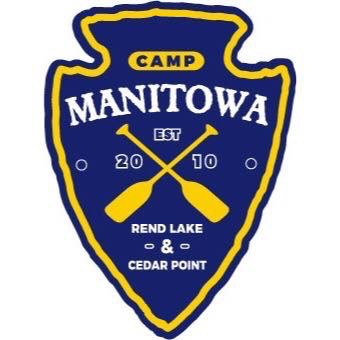 CAMP
MANITOWA
EST
20 10
REND LAKE
- & -
CEDAR POINT